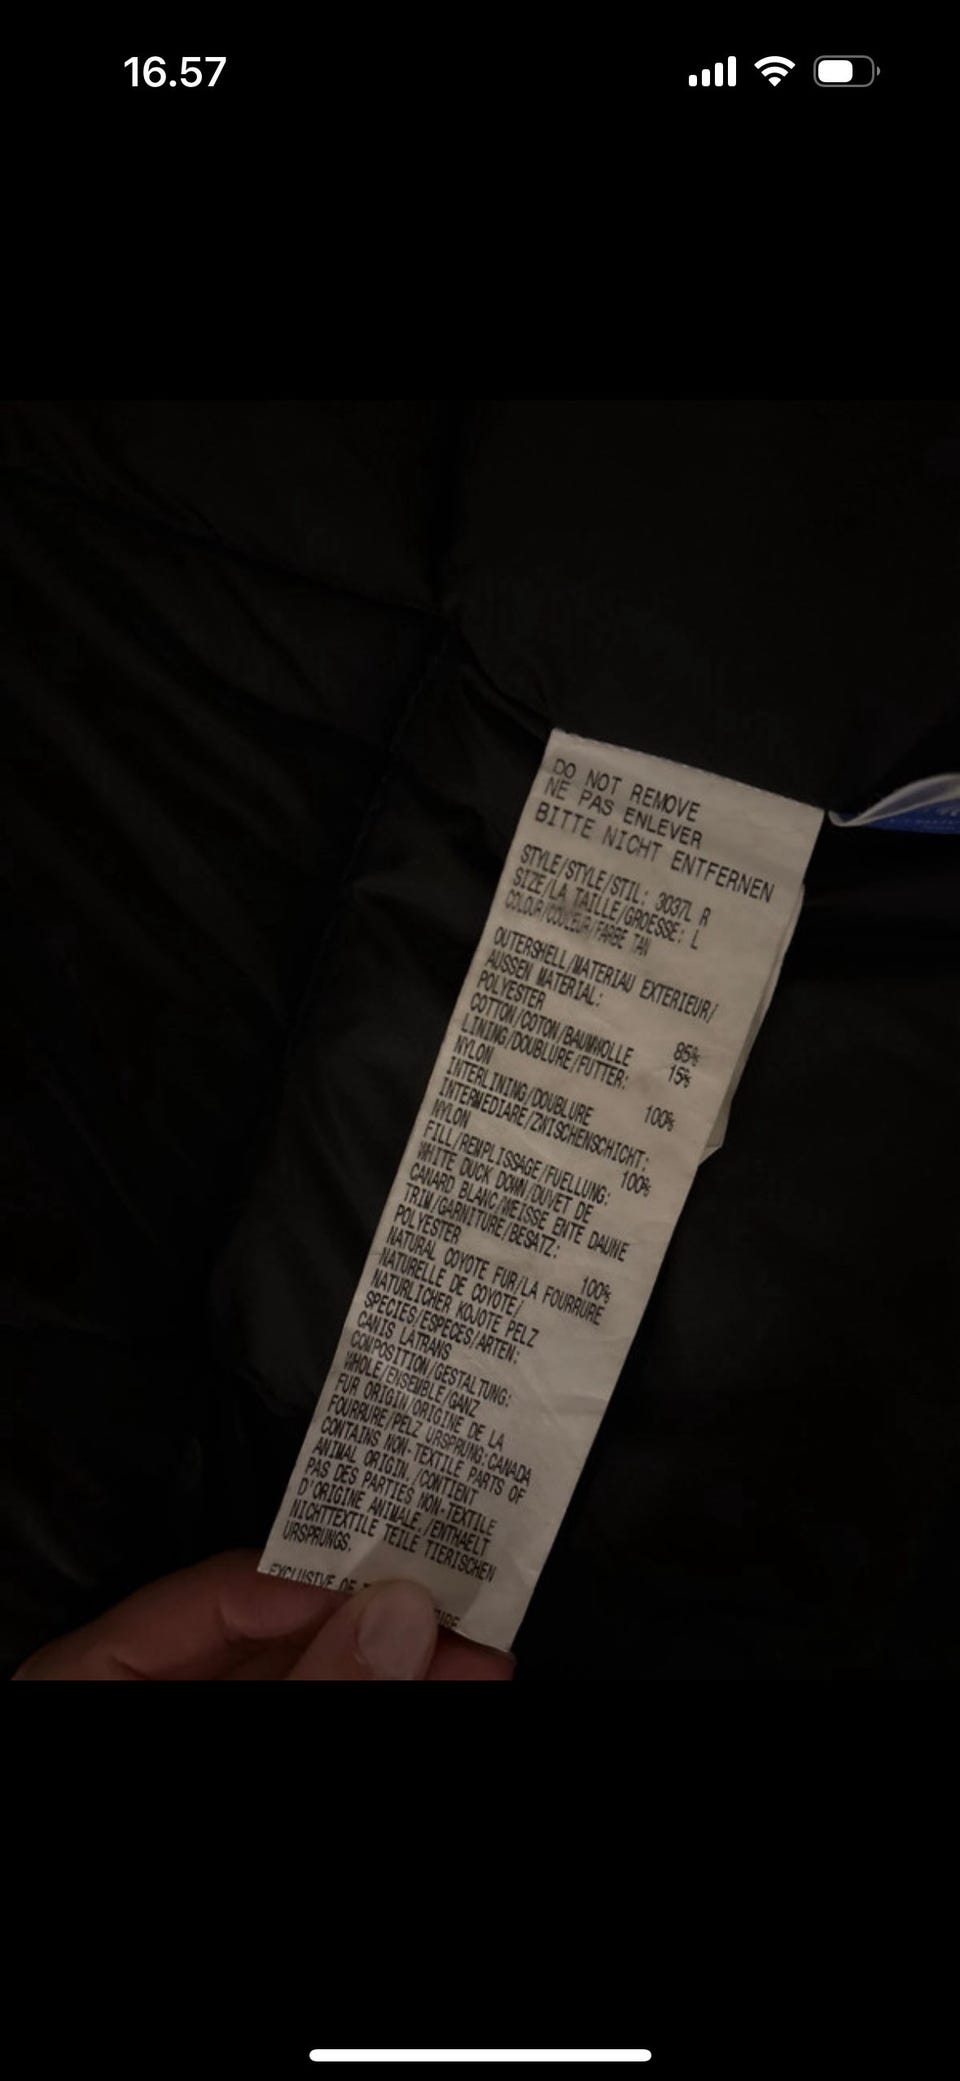 16.57
DO NOT REMOVE
NE PAS ENLEVER
BITTE NICHT ENTFERNEN
STYLE/STYLE/STIL: 3037L R
SIZE/LA TAILLE/GROESSE: L
COLOUR/COULEUR/FARBE TAN
OUTERSHELL/MATERIAU EXTERIEUR/
AUSSEN MATERIAL:
POLYESTER 85%
COTTON/COTON/BAUMWOLLE 15%
LINING/DOUBLURE/FUTTER:
NYLON 100%
INTERLINING/DOUBLURE
INTERMEDIARE/ZWISCHENSCHICHT:
NYLON 100%
FILL/REMPLISSAGE/FUELLUNG:
WHITE DUCK DOWN/DUVET DE
CANARD BLANC/WEISSE ENTE DAUNE
TRIM/GARNITURE/BESATZ:
POLYESTER 100%
NATURAL COYOTE FUR/LA FOURRURE
NATURELLE DE COYOTE/
NATURLICHER KOJOTE PELZ
SPECIES/ESPECES/ARTEN:
CANIS LATRANS
COMPOSITION/GESTALTUNG:
WHOLE/ENSEMBLE/GANZ
FUR ORIGIN/ORIGINE DE LA
FOURRURE/PELZ URSPRUNG:CANADA
CONTAINS NON-TEXTILE PARTS OF
ANIMAL ORIGIN./CONTIENT
PAS DES PARTIES NON-TEXTILE
D'ORIGINE ANIMALE./ENTHAELT
NICHTTEXTILE TEILE TIERISCHEN
URSPRUNGS.
EXCLUSIVE OF